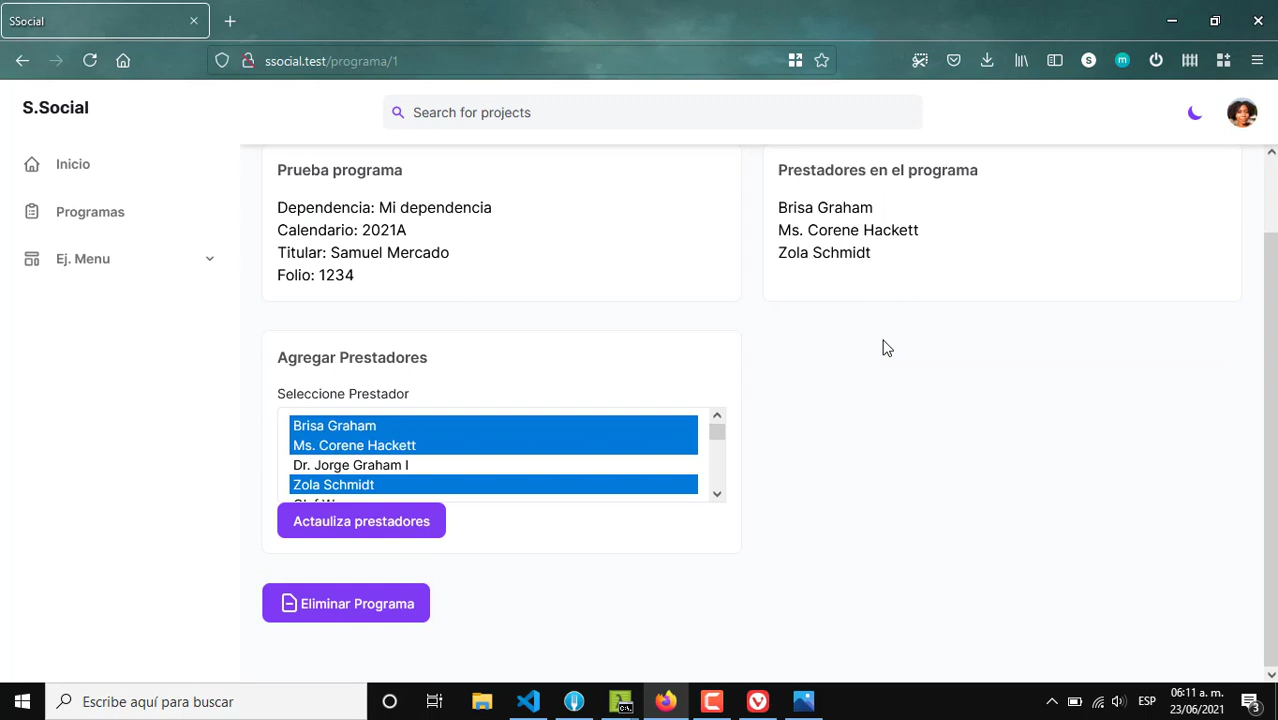 SSocial
ssocial.test/programa/1
S
m
S.Social
Search for projects
Inicio
Programas
Ej. Menu
Prueba programa
Dependencia: Mi dependencia
Calendario: 2021A
Titular: Samuel Mercado
Folio: 1234
Prestadores en el programa
Brisa Graham
Ms. Corene Hackett
Zola Schmidt
Agregar Prestadores
Seleccione Prestador
Brisa Graham
Ms. Corene Hackett
Dr. Jorge Graham I
Zola Schmidt
Actauliza prestadores
Eliminar Programa
Escribe aquí para buscar
ESP
06:11 a. m.
23/06/2021
3